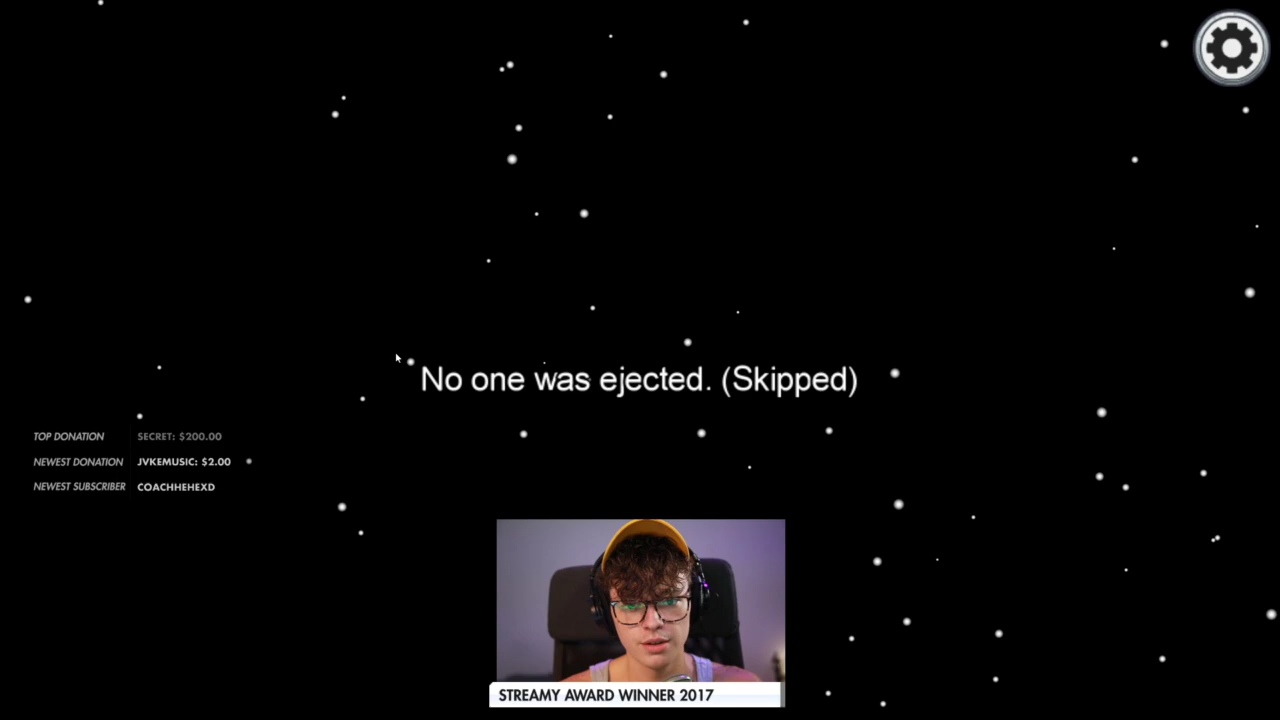 No one was ejected. (Skipped)
TOP DONATION SECRET: $200.00
NEWEST DONATION JVKEMUSIC: $2.00
NEWEST SUBSCRIBER COACHHEHEXD
STREAMY AWARD WINNER 2017